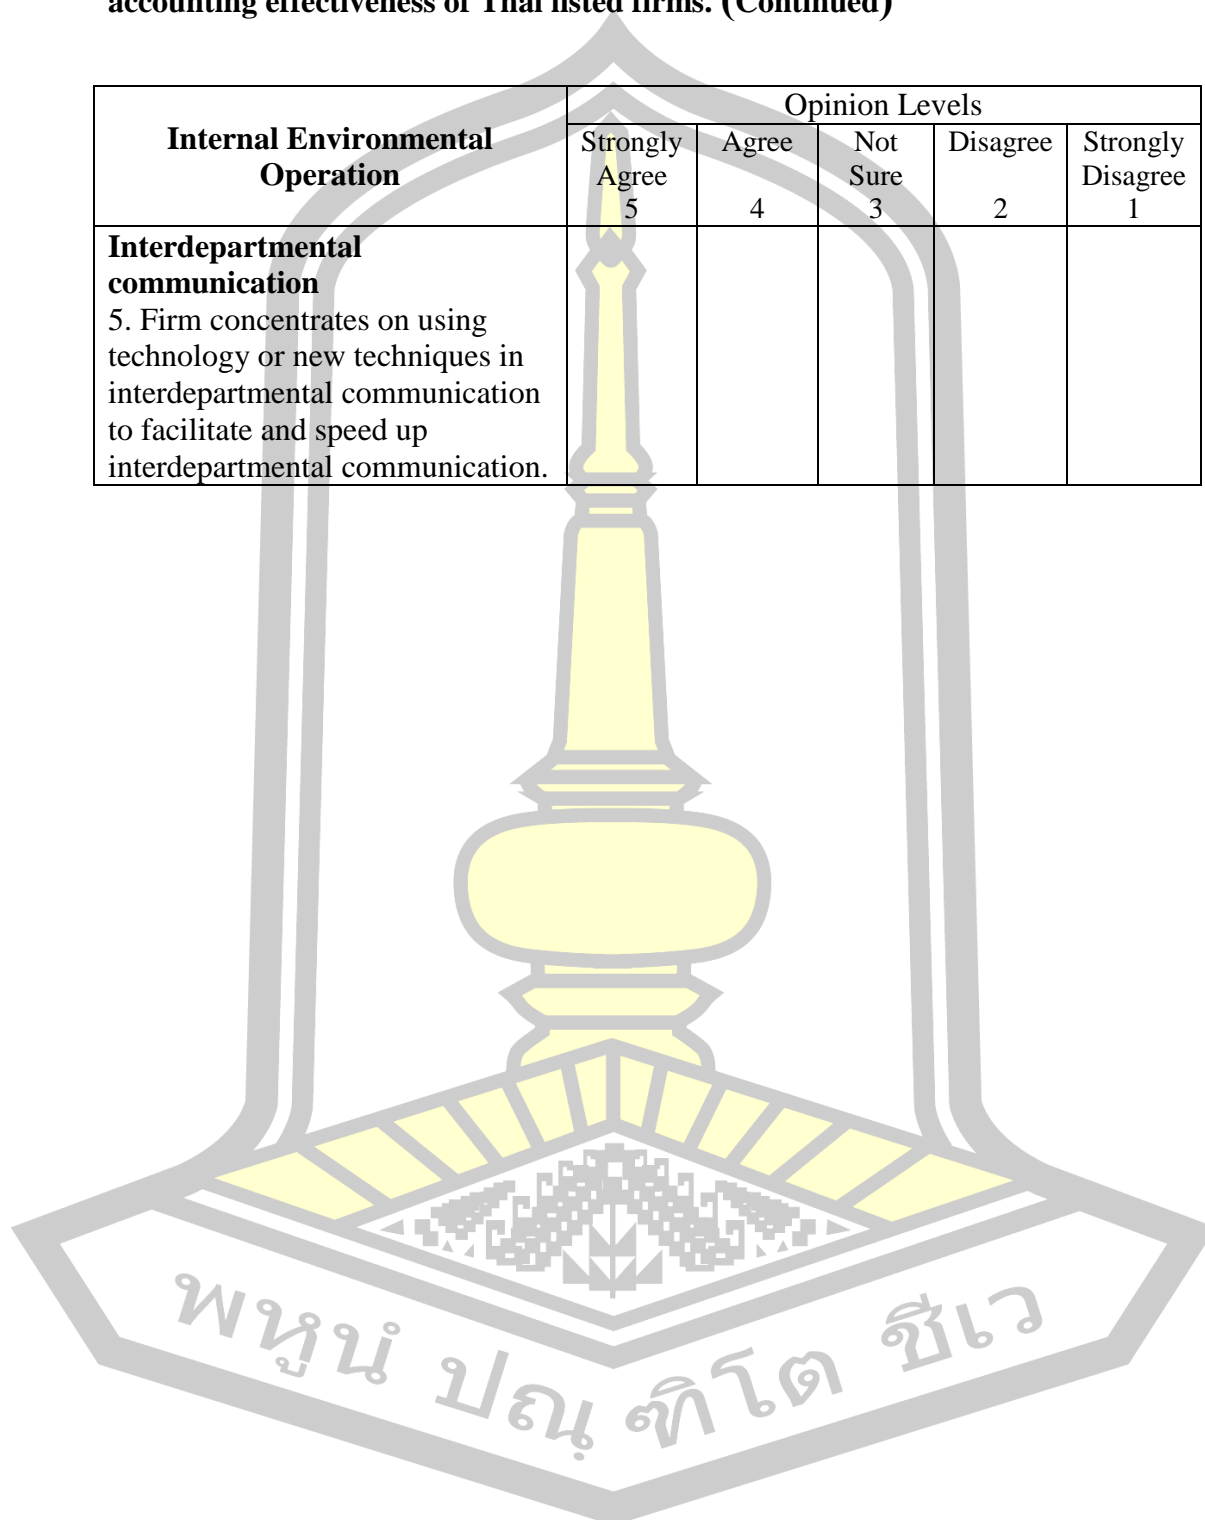 accounting effectiveness of Thai listed firms. (Continued)
Internal Environmental
Operation
Opinion Levels
Strongly
Agree
5
Agree
4
Not
Sure
3
Disagree
2
Strongly
Disagree
1
Interdepartmental
communication
5. Firm concentrates on using
technology or new techniques in
interdepartmental communication
to facilitate and speed up
interdepartmental communication.
พหูนํ ปณฺฑิโต ชีเว